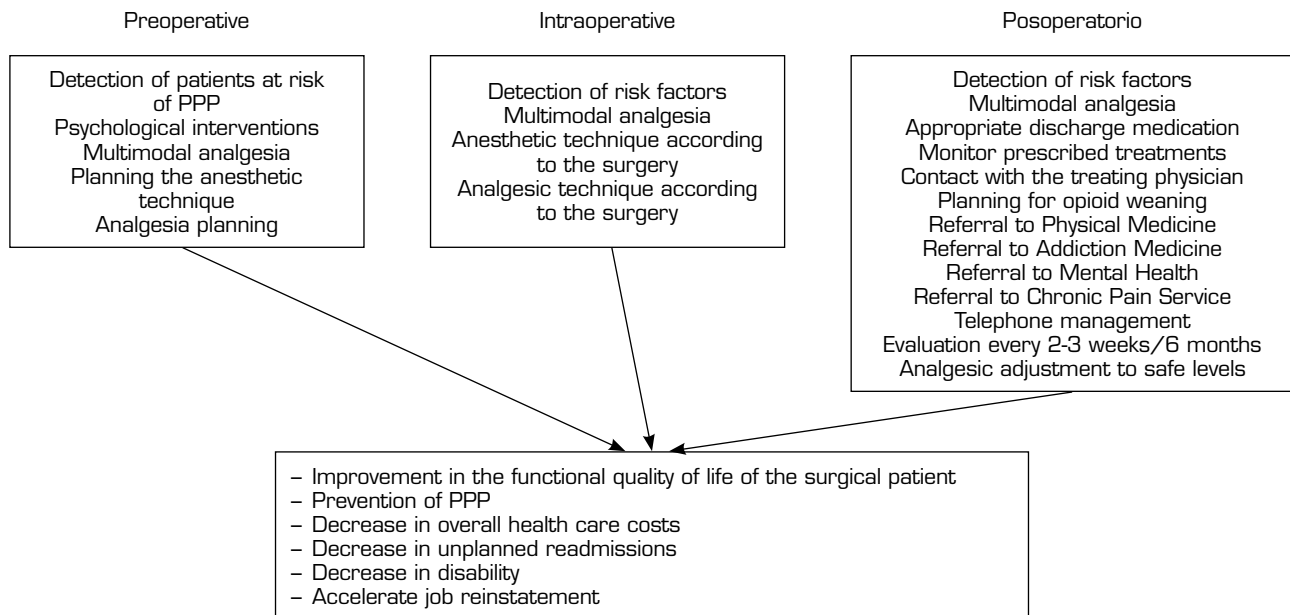 Preoperative
Intraoperative
Posoperatorio
Detection of patients at risk
of PPP
Psychological interventions
Multimodal analgesia
Planning the anesthetic
technique
Analgesia planning
Detection of risk factors
Multimodal analgesia
Anesthetic technique according
to the surgery
Analgesic technique according
to the surgery
Detection of risk factors
Multimodal analgesia
Appropriate discharge medication
Monitor prescribed treatments
Contact with the treating physician
Planning for opioid weaning
Referral to Physical Medicine
Referral to Addiction Medicine
Referral to Mental Health
Referral to Chronic Pain Service
Telephone management
Evaluation every 2-3 weeks/6 months
Analgesic adjustment to safe levels
– Improvement in the functional quality of life of the surgical patient
– Prevention of PPP
– Decrease in overall health care costs
– Decrease in unplanned readmissions
– Decrease in disability
– Accelerate job reinstatement